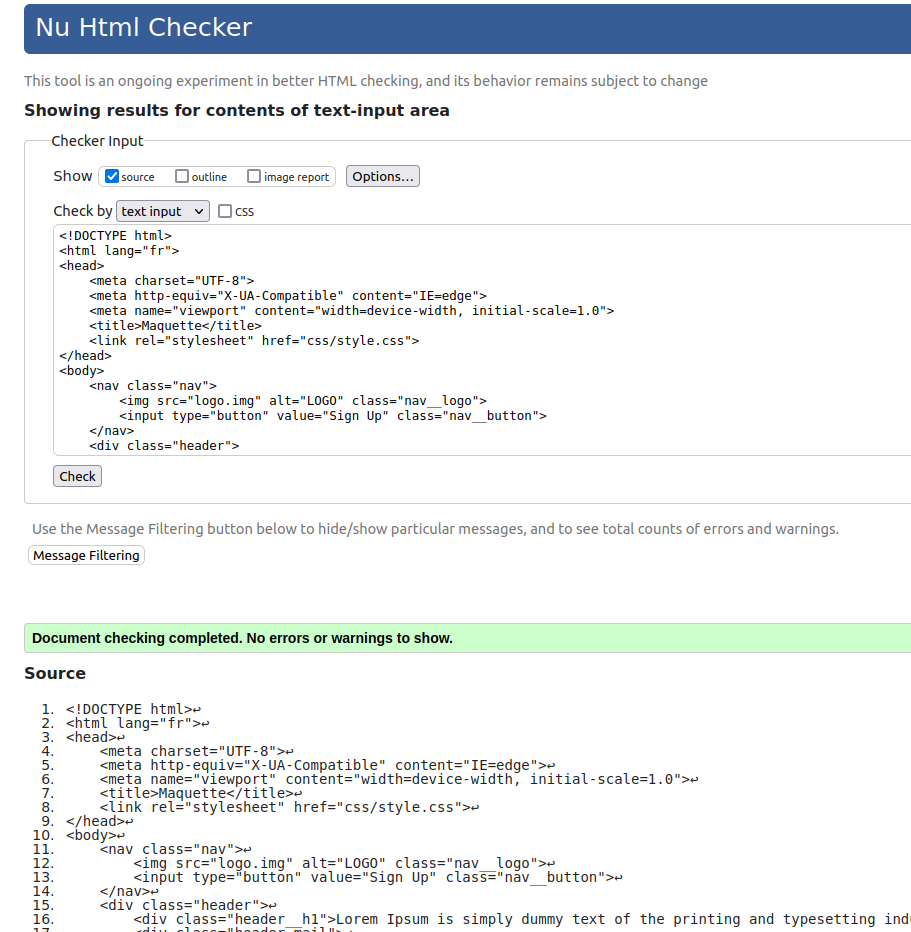 Nu Html Checker
This tool is an ongoing experiment in better HTML checking, and its behavior remains subject to change
Showing results for contents of text-input area
Checker Input
Show source outline image report Options...
Check by text input CSS
<!DOCTYPE html>
<html lang="fr">
<head>
    <meta charset="UTF-8">
    <meta http-equiv="X-UA-Compatible" content="IE=edge">
    <meta name="viewport" content="width=device-width, initial-scale=1.0">
    <title>Maquette</title>
    <link rel="stylesheet" href="css/style.css">
</head>
<body>
    <nav class="nav">
        <img src="logo.img" alt="LOGO" class="nav__logo">
        <input type="button" value="Sign Up" class="nav__button">
    </nav>
    <div class="header">
Check
Use the Message Filtering button below to hide/show particular messages, and to see total counts of errors and warnings.
Message Filtering
Document checking completed. No errors or warnings to show.
Source
1. <!DOCTYPE html>↩
2. <html lang="fr">↩
3. <head>↩
4.     <meta charset="UTF-8">↩
5.     <meta http-equiv="X-UA-Compatible" content="IE=edge">↩
6.     <meta name="viewport" content="width=device-width, initial-scale=1.0">↩
7.     <title>Maquette</title>↩
8.     <link rel="stylesheet" href="css/style.css">↩
9. </head>↩
10. <body>↩
11.     <nav class="nav">↩
12.         <img src="logo.img" alt="LOGO" class="nav__logo">↩
13.         <input type="button" value="Sign Up" class="nav__button">↩
14.     </nav>↩
15.     <div class="header">↩
16.         <div class="header__h1">Lorem Ipsum is simply dummy text of the printing and typesetting